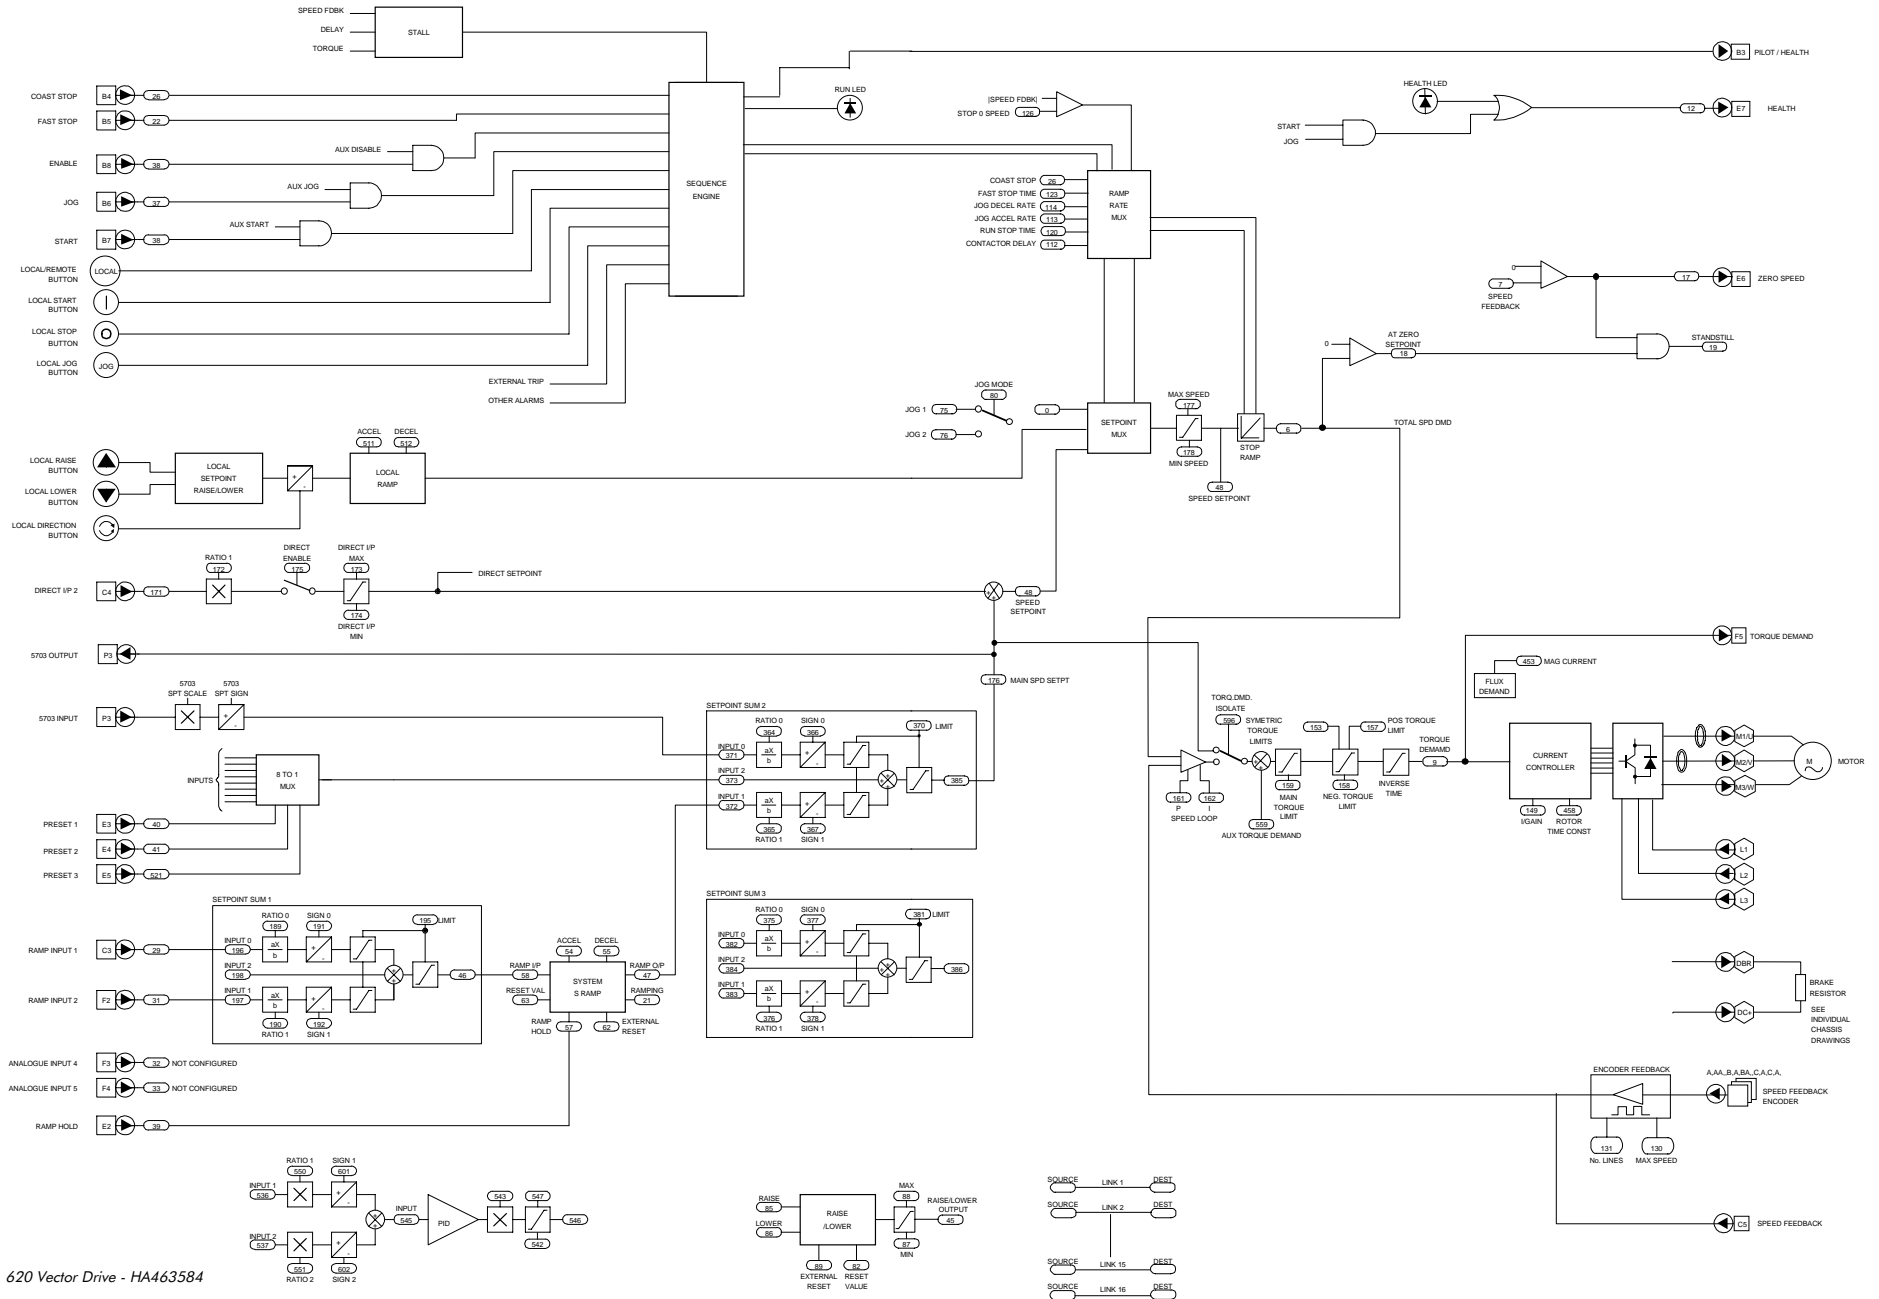 SPEED FDBK
DELAY
TORQUE
STALL
COAST STOP B4 26
FAST STOP B5 22
ENABLE B8 38
AUX DISABLE
JOG B6 37
AUX JOG
START B7 38
AUX START
LOCAL/REMOTE
BUTTON
LOCAL
LOCAL START
BUTTON
LOCAL STOP
BUTTON
LOCAL JOG
BUTTON
JOG
EXTERNAL TRIP
OTHER ALARMS
SEQUENCE
ENGINE
RUN LED
B3 PILOT / HEALTH
HEALTH LED
START
JOG
12 E7 HEALTH
|SPEED FDBK|
STOP 0 SPEED 126
COAST STOP 26
FAST STOP TIME 123
JOG DECEL RATE 114
JOG ACCEL RATE 113
RUN STOP TIME 120
CONTACTOR DELAY 112
RAMP
RATE
MUX
0
7
SPEED
FEEDBACK
17 E6 ZERO SPEED
STANDSTILL
19
0
AT ZERO
SETPOINT
18
JOG MODE
80
JOG 1 75
JOG 2 76
0
SETPOINT
MUX
MAX SPEED
177
178
MIN SPEED
48
SPEED SETPOINT
STOP
RAMP
6
TOTAL SPD DMD
LOCAL RAISE
BUTTON
LOCAL LOWER
BUTTON
LOCAL DIRECTION
BUTTON
LOCAL
SETPOINT
RAISE/LOWER
+
-
ACCEL
511
DECEL
512
LOCAL
RAMP
DIRECT I/P 2 C4 171
RATIO 1
172
DIRECT
ENABLE
175
DIRECT I/P
MAX
173
174
DIRECT I/P
MIN
DIRECT SETPOINT
+
+
48
SPEED
SETPOINT
5703 OUTPUT P3
176 MAIN SPD SETPT
5703 INPUT P3
5703
SPT SCALE
5703
SPT SIGN
+
-
INPUTS
8 TO 1
MUX
PRESET 1 E3 40
PRESET 2 E4 41
PRESET 3 E5 521
SETPOINT SUM 2
RATIO 0
364
SIGN 0
366
370 LIMIT
INPUT 0
371
aX
b
+
-
INPUT 2
373
INPUT 1
372
aX
b
+
-
365
RATIO 1
367
SIGN 1
+
+
+
385
SETPOINT SUM 1
RATIO 0
189
SIGN 0
191
195 LIMIT
RAMP INPUT 1 C3 29
INPUT 0
196
aX
b
+
-
INPUT 2
198
RAMP INPUT 2 F2 31
INPUT 1
197
aX
b
+
-
190
RATIO 1
192
SIGN 1
+
+
+
46
ACCEL
54
DECEL
55
RAMP I/P
58
RESET VAL
63
SYSTEM
S RAMP
RAMP O/P
47
RAMPING
21
RAMP
HOLD
57
62
EXTERNAL
RESET
SETPOINT SUM 3
RATIO 0
375
SIGN 0
377
381 LIMIT
INPUT 0
382
aX
b
+
-
INPUT 2
384
INPUT 1
383
aX
b
+
-
376
RATIO 1
378
SIGN 1
+
+
+
386
ANALOGUE INPUT 4 F3 32 NOT CONFIGURED
ANALOGUE INPUT 5 F4 33 NOT CONFIGURED
RAMP HOLD E2 39
TORQ.DMD.
ISOLATE
596
161
P
162
I
SPEED LOOP
+
+
559
AUX TORQUE DEMAND
SYMETRIC
TORQUE
LIMITS
159
MAIN
TORQUE
LIMIT
153
157
POS TORQUE
LIMIT
158
NEG. TORQUE
LIMIT
INVERSE
TIME
TORQUE
DEMAMD
9
F5 TORQUE DEMAND
453 MAG CURRENT
FLUX
DEMAND
CURRENT
CONTROLLER
149
I/GAIN
458
ROTOR
TIME CONST
M1/U
M2/V
M3/W
M
MOTOR
L1
L2
L3
DBR
DC+
BRAKE
RESISTOR
SEE
INDIVIDUAL
CHASSIS
DRAWINGS
ENCODER FEEDBACK
A,AA,,B,A,BA,,C,A,C,A,
SPEED FEEDBACK
ENCODER
131
No. LINES
130
MAX SPEED
C5 SPEED FEEDBACK
RATIO 1
550
SIGN 1
601
INPUT 1
536
+
-
INPUT 2
537
+
-
551
RATIO 2
602
SIGN 2
+
+
INPUT
545
PID
543
547
542
546
RAISE
85
LOWER
86
RAISE
/LOWER
MAX
88
87
MIN
RAISE/LOWER
OUTPUT
45
89
EXTERNAL
RESET
82
RESET
VALUE
SOURCE LINK 1 DEST
SOURCE LINK 2 DEST
SOURCE LINK 15 DEST
SOURCE LINK 16 DEST
620 Vector Drive - HA463584